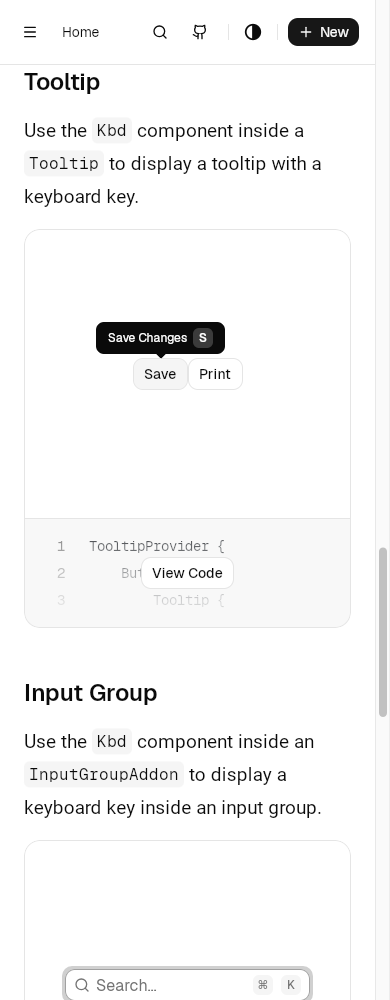 Home
New
Tooltip
Use the Kbd component inside a
Tooltip to display a tooltip with a
keyboard key.
Save Changes S
Save Print
1 TooltipProvider {
2 But
View Code
3 Tooltip {
Input Group
Use the Kbd component inside an
InputGroupAddon to display a
keyboard key inside an input group.
Search... ⌘ K